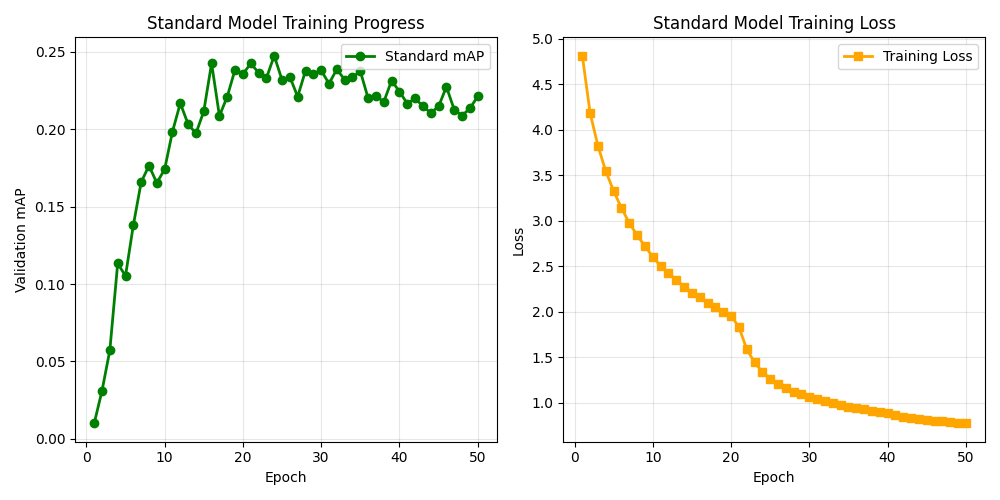 Standard Model Training Progress
Standard mAP
Validation mAP
0.25
0.20
0.15
0.10
0.05
0.00
0 10 20 30 40 50
Epoch
Standard Model Training Loss
Training Loss
Loss
5.0
4.5
4.0
3.5
3.0
2.5
2.0
1.5
1.0
0 10 20 30 40 50
Epoch